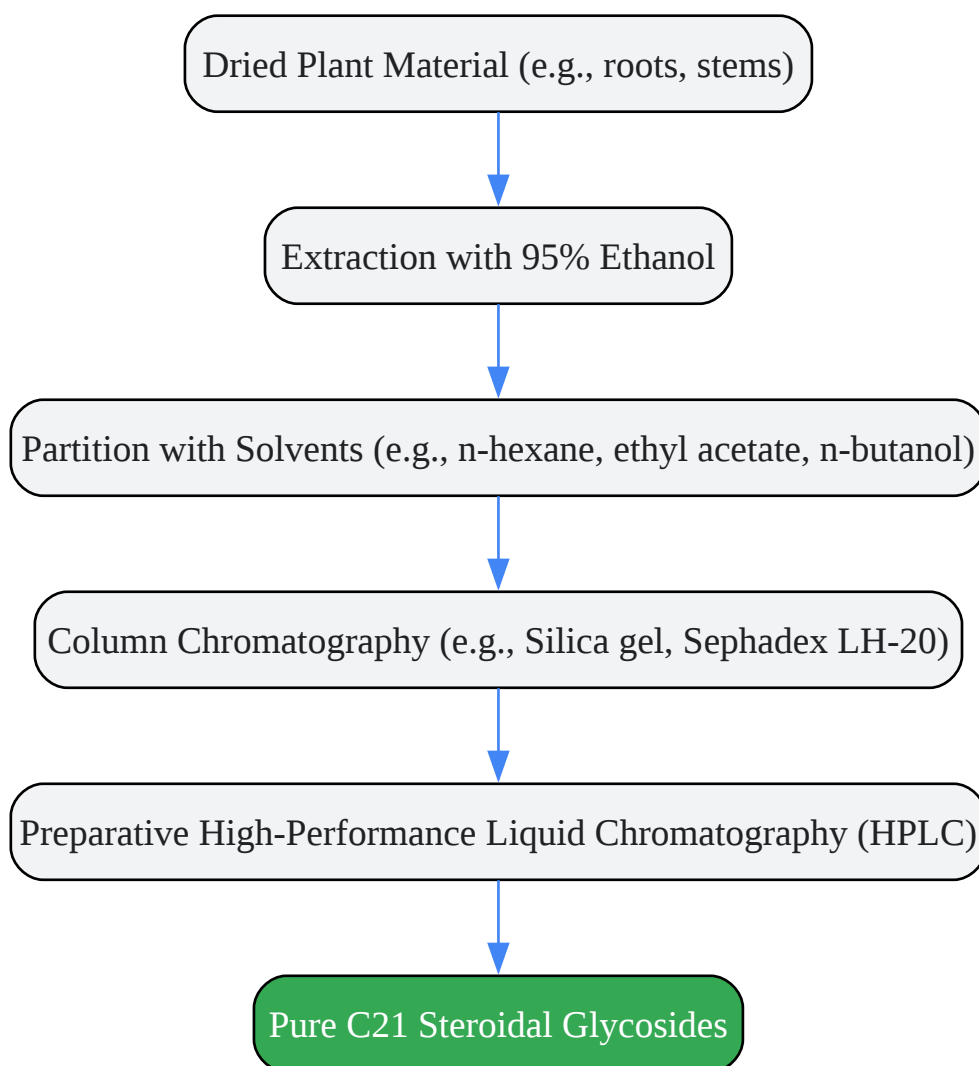 Dried Plant Material (e.g., roots, stems)
Extraction with 95% Ethanol
Partition with Solvents (e.g., n-hexane, ethyl acetate, n-butanol)
Column Chromatography (e.g., Silica gel, Sephadex LH-20)
Preparative High-Performance Liquid Chromatography (HPLC)
Pure C21 Steroidal Glycosides